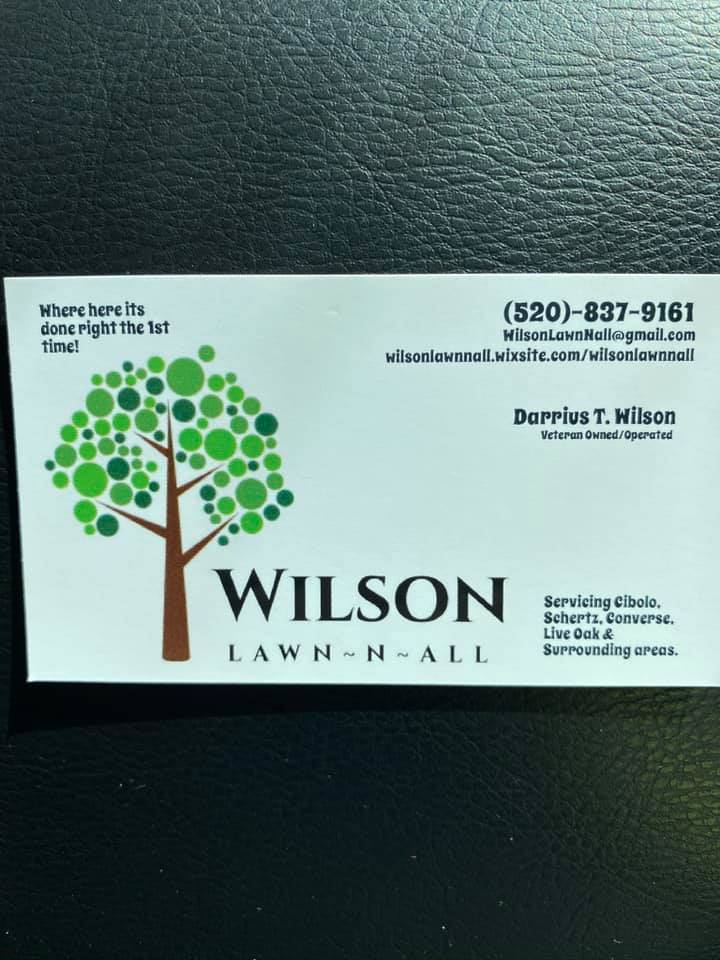 Where here its
done right the 1st
time!
(520)-837-9161
WilsonLawnNall@gmail.com
wilsonlawnnall.wixsite.com/wilsonlawnnall
Darrius T. Wilson
Veteran Owned/Operated
WILSON
LAWN~N~ALL
Servicing Cibolo,
Schertz, Converse,
Live Oak &
Surrounding areas.